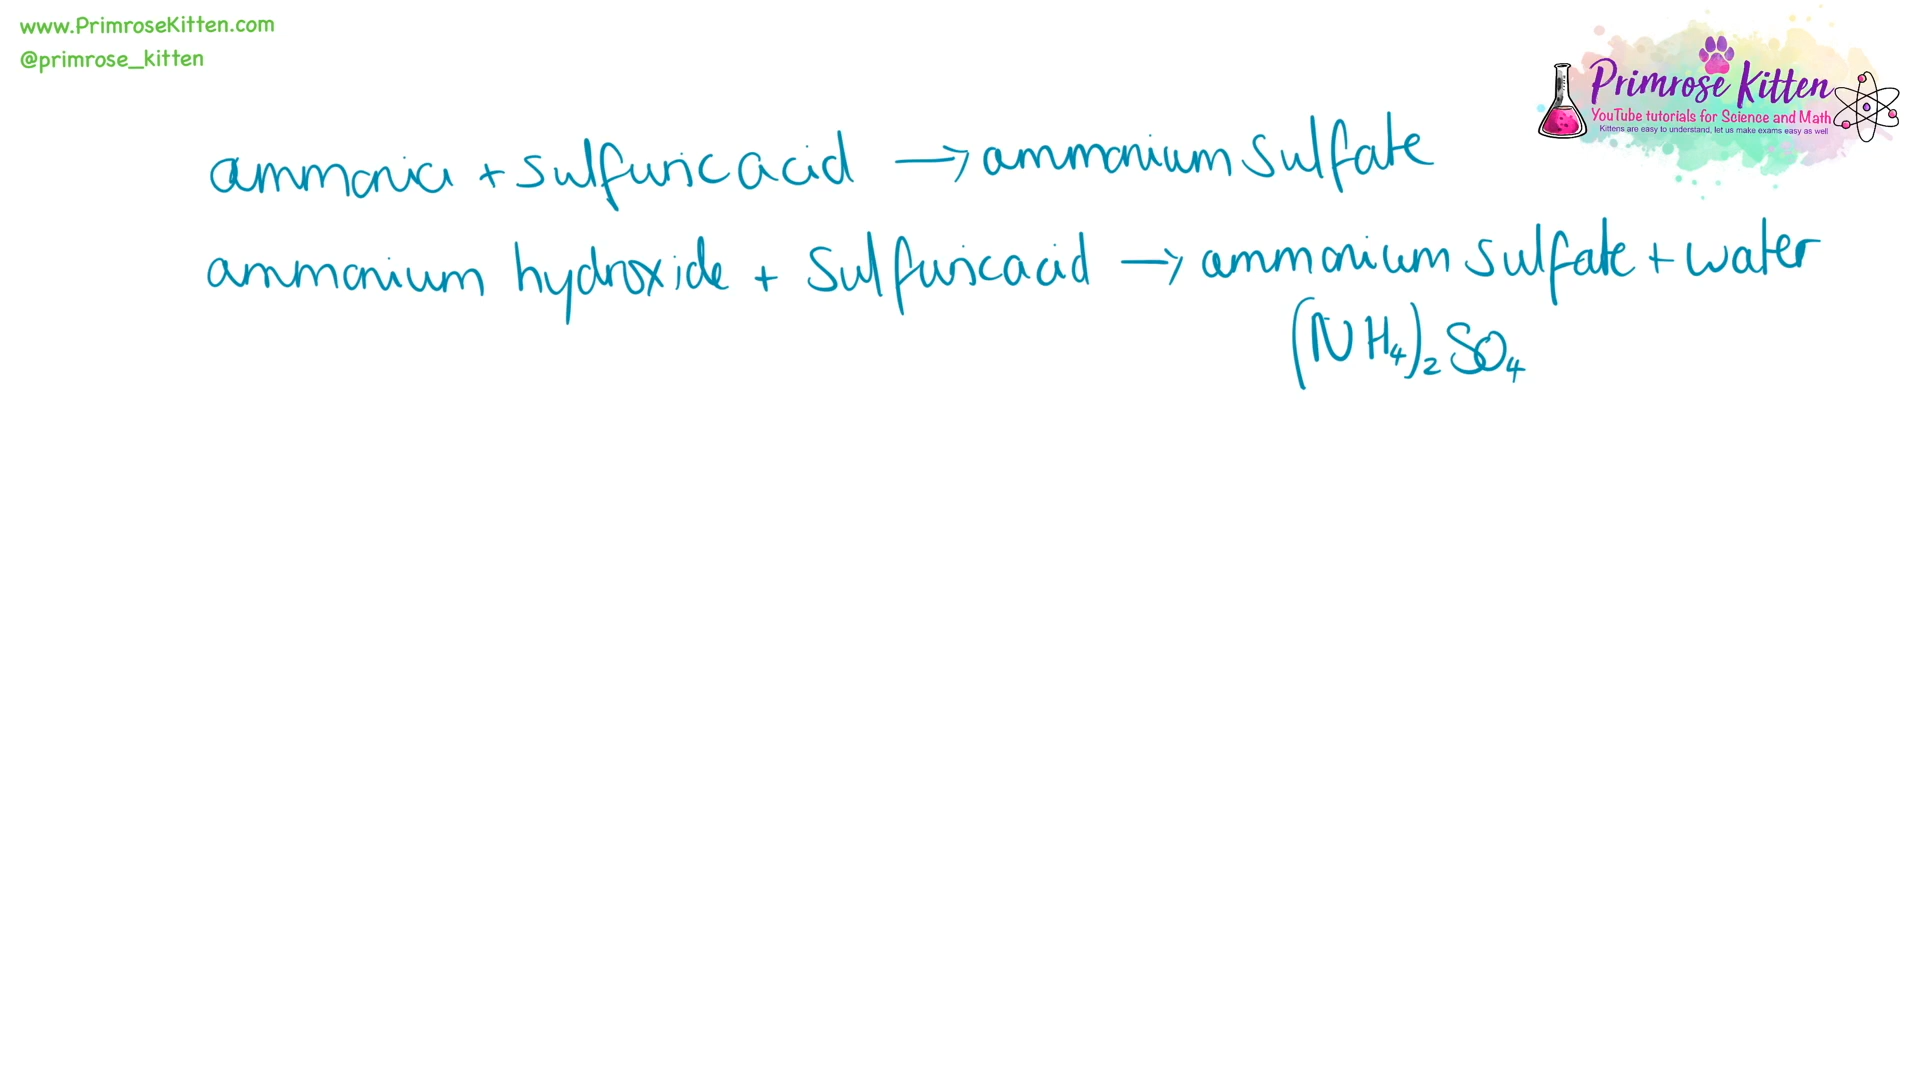 www.PrimroseKitten.com
@primrose_kitten
Primrose Kitten
YouTube tutorials for Science and Math
Kittens are easy to understand, let us make exams easy as well
ammonia + sulfuric acid → ammonium sulfate
ammonium hydroxide + sulfuric acid → ammonium sulfate + water
(NH₄)₂SO₄